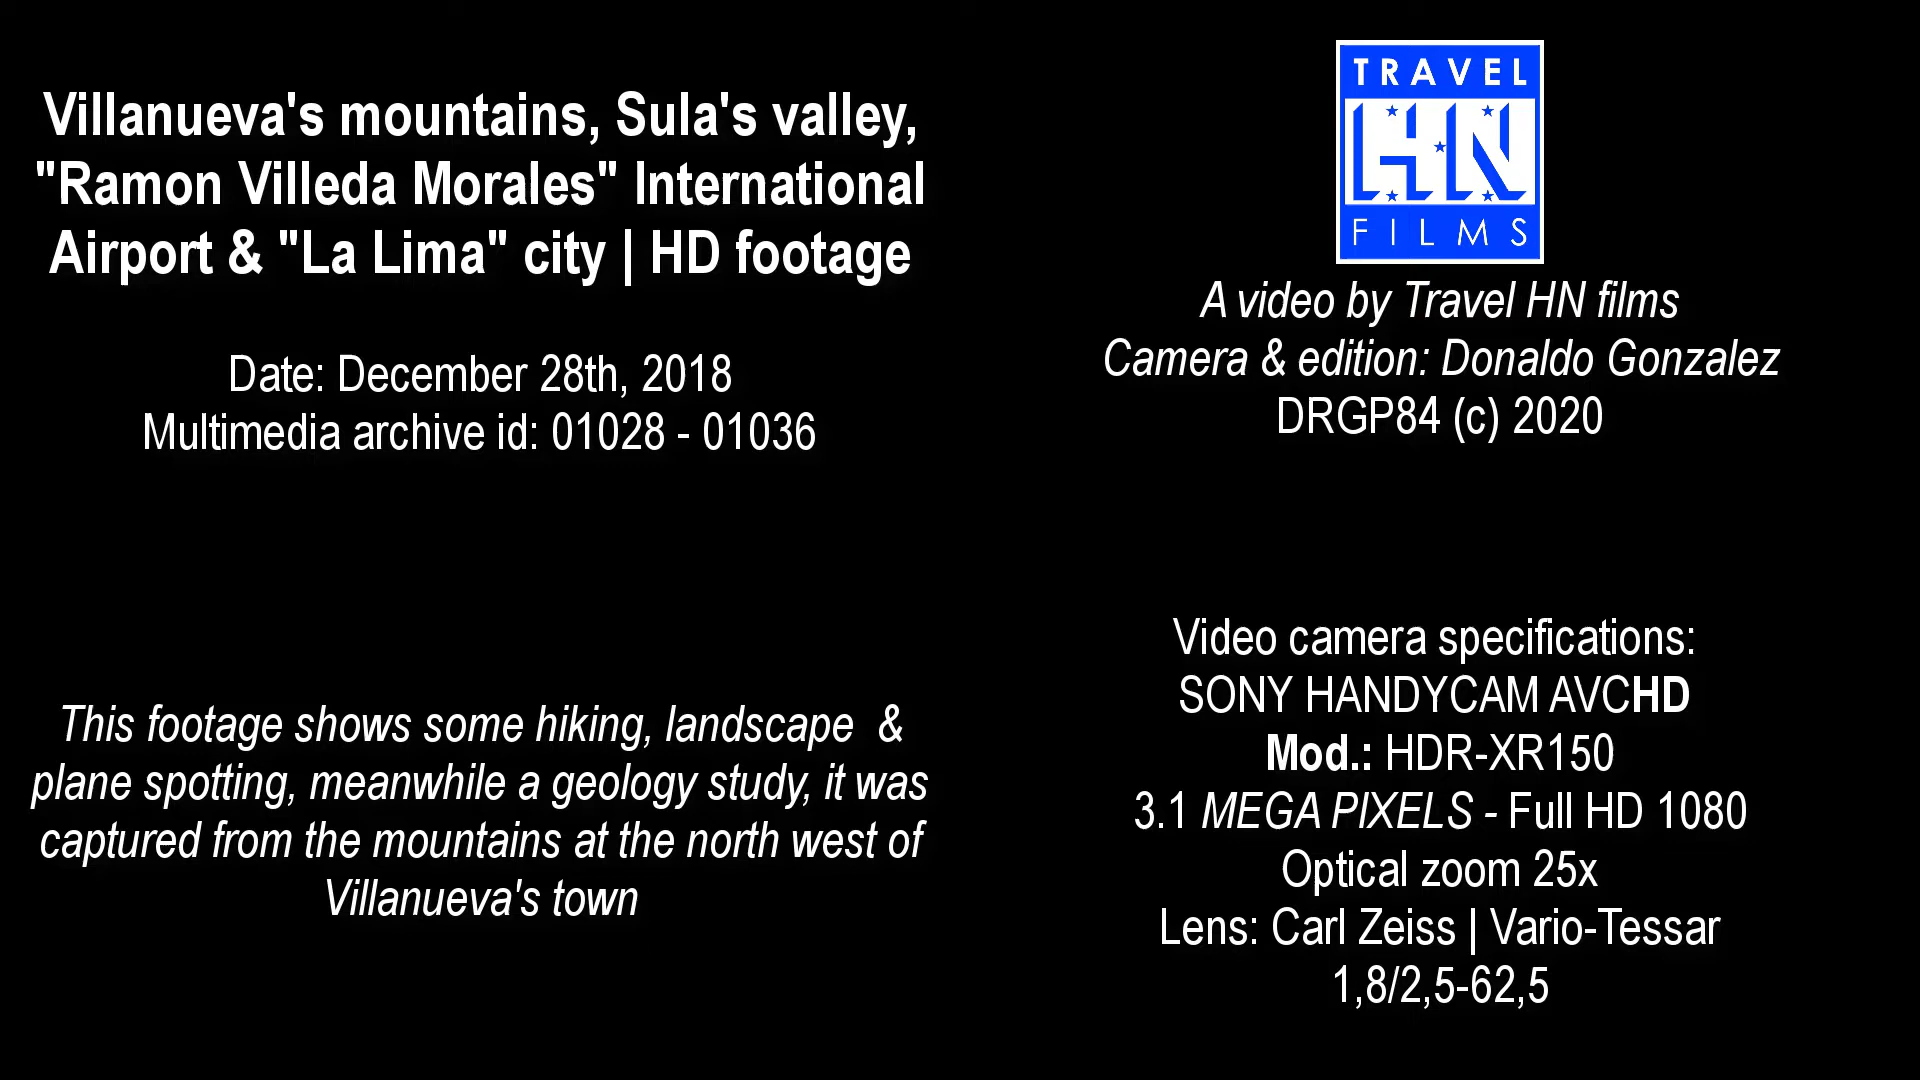 Villanueva's mountains, Sula's valley,
"Ramon Villeda Morales" International
Airport & "La Lima" city | HD footage
Date: December 28th, 2018
Multimedia archive id: 01028 - 01036
This footage shows some hiking, landscape  &
plane spotting, meanwhile a geology study, it was
captured from the mountains at the north west of
Villanueva's town
TRAVEL
HN
FILMS
A video by Travel HN films
Camera & edition: Donaldo Gonzalez
DRGP84 (c) 2020
Video camera specifications:
SONY HANDYCAM AVCHD
Mod.: HDR-XR150
3.1 MEGA PIXELS - Full HD 1080
Optical zoom 25x
Lens: Carl Zeiss | Vario-Tessar
1,8/2,5-62,5